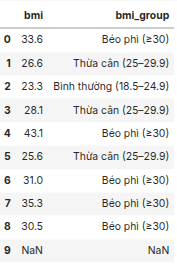 bmi bmi_group
0 33.6 Béo phì (≥30)
1 26.6 Thừa cân (25–29.9)
2 23.3 Bình thường (18.5–24.9)
3 28.1 Thừa cân (25–29.9)
4 43.1 Béo phì (≥30)
5 25.6 Thừa cân (25–29.9)
6 31.0 Béo phì (≥30)
7 35.3 Béo phì (≥30)
8 30.5 Béo phì (≥30)
9 NaN NaN